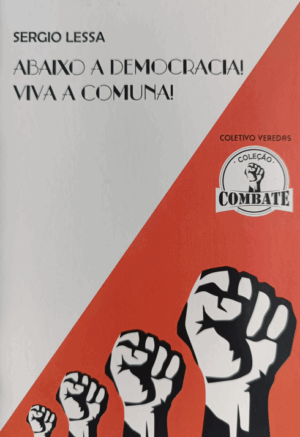 SERGIO LESSA
ABAIXO A DEMOCRACIA!
VIVA A COMUNA!
COLETIVO VEREDAS
· COLEÇÃO ·
COMBATE